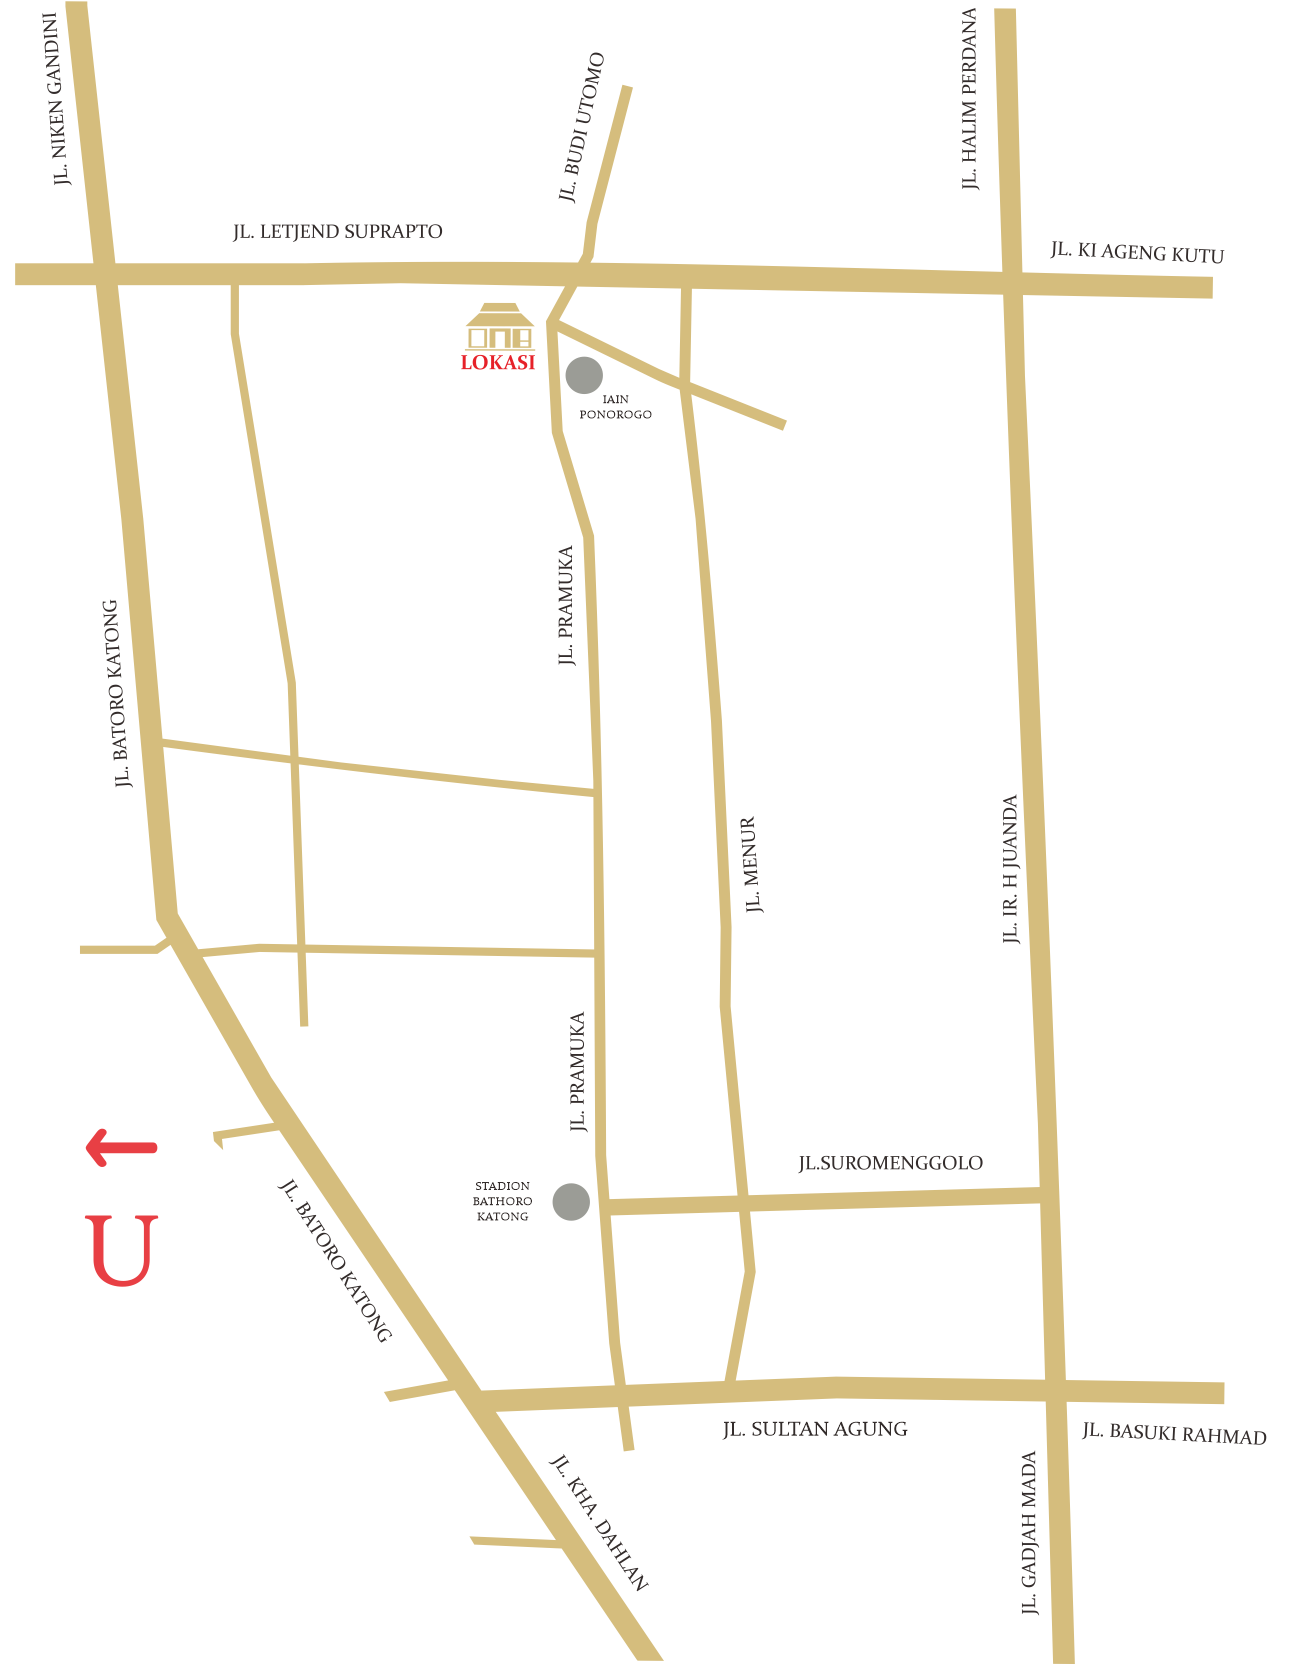 JL. NIKEN GANDINI
JL. BUDI UTOMO
JL. HALIM PERDANA
JL. LETJEND SUPRAPTO
JL. KI AGENG KUTU
LOKASI
IAIN
PONOROGO
JL. PRAMUKA
JL. BATORO KATONG
JL. MENUR
JL. IR. H JUANDA
JL. PRAMUKA
JL.SUROMENGGOLO
STADION
BATHORO
KATONG
U
JL. BATORO KATONG
JL. SULTAN AGUNG
JL. BASUKI RAHMAD
JL. KHA. DAHLAN
JL. GADJAH MADA